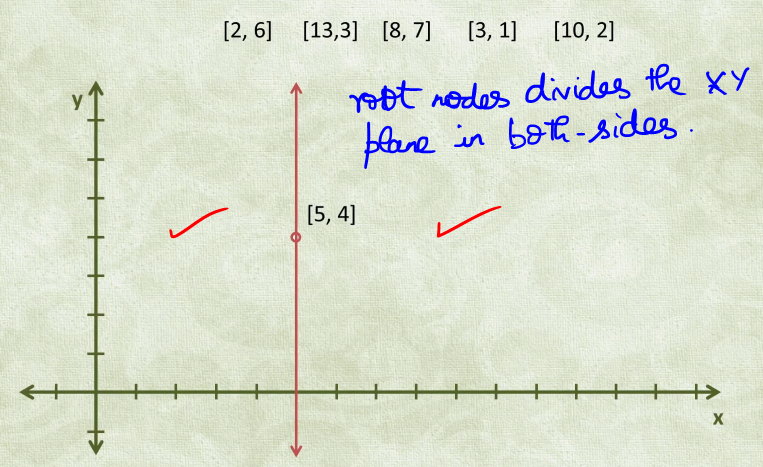 [2, 6] [13,3] [8, 7] [3, 1] [10, 2]
root nodes divides the XY
plane in both-sides.
y
[5, 4]
x